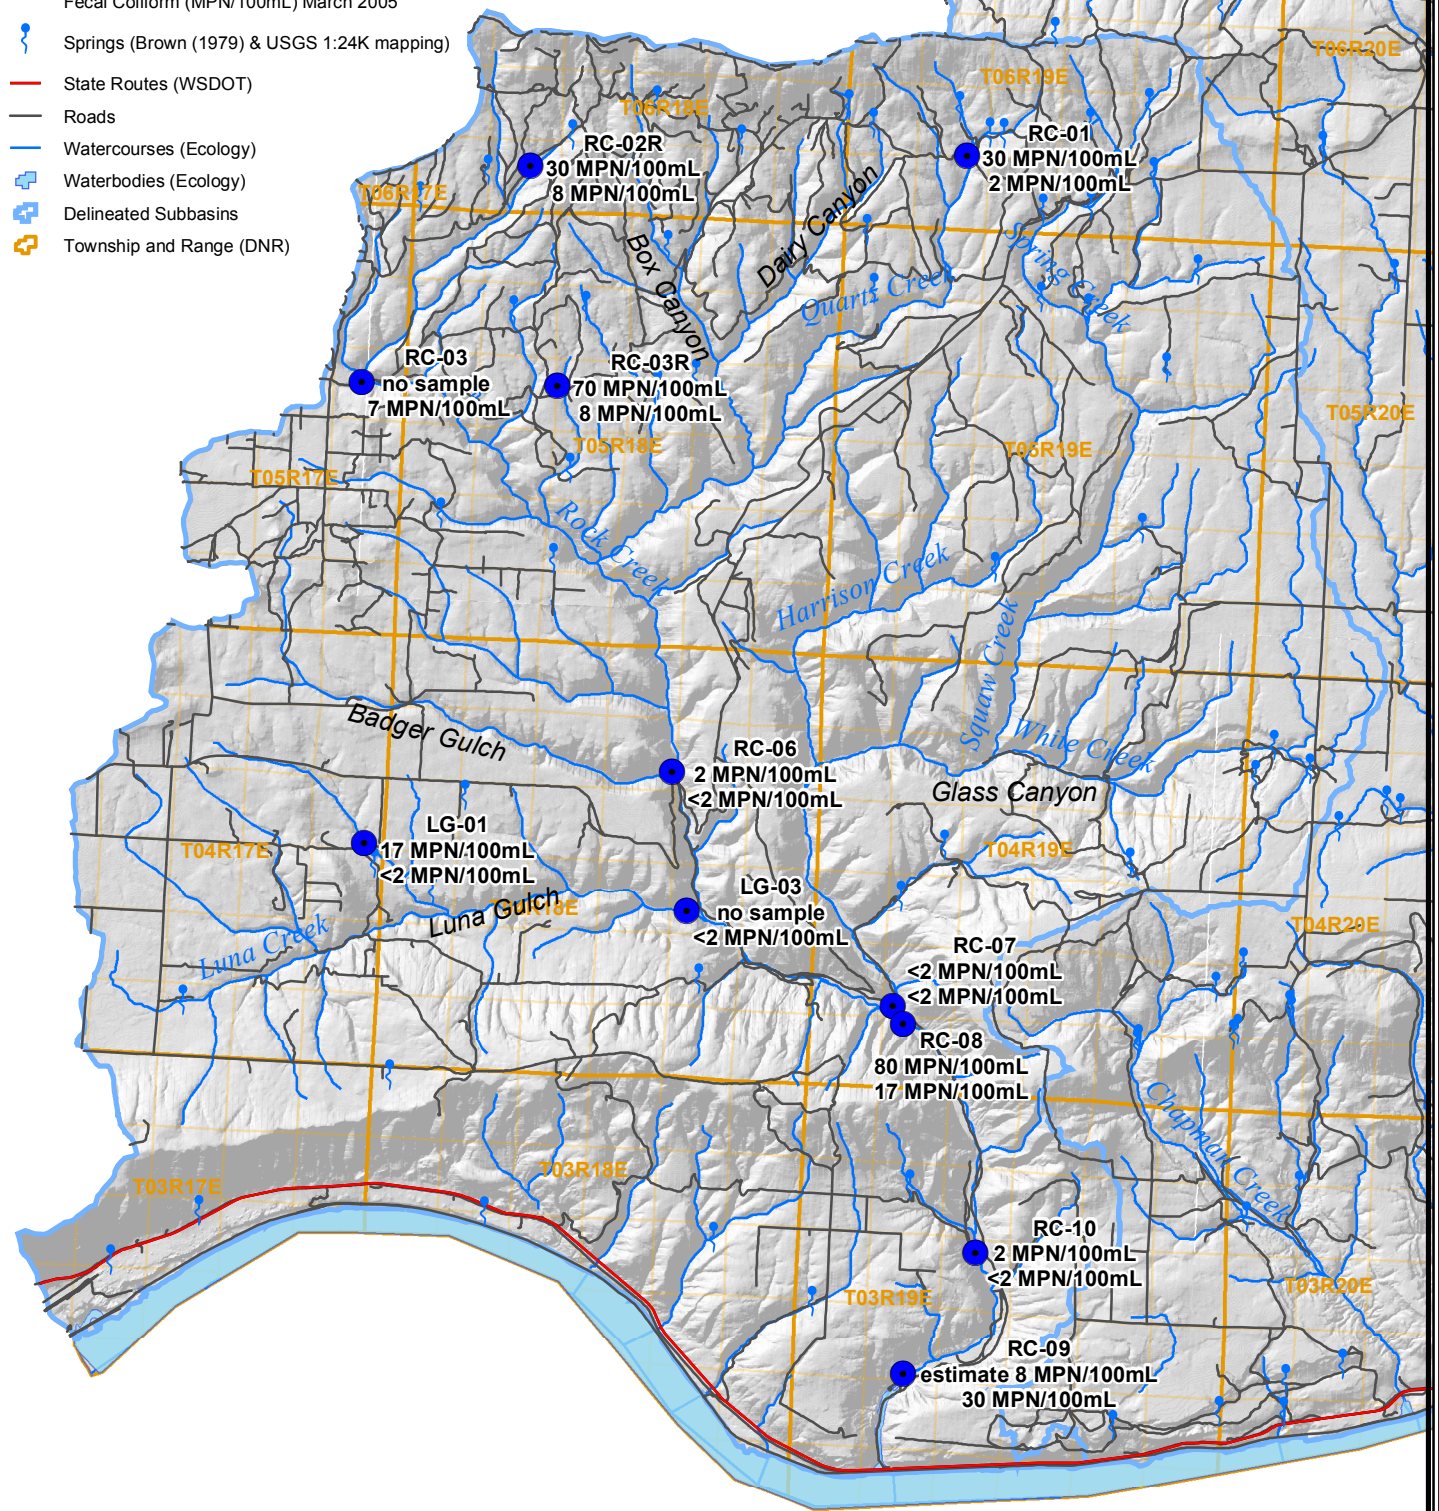 Fecal Coliform (MPN/100mL) March 2005
Springs (Brown (1979) & USGS 1:24K mapping)
State Routes (WSDOT)
Roads
Watercourses (Ecology)
Waterbodies (Ecology)
Delineated Subbasins
Township and Range (DNR)
T06R20E
T06R19E
T06R18E
RC-02R
30 MPN/100mL
8 MPN/100mL
RC-01
30 MPN/100mL
2 MPN/100mL
T06R17E
Box Canyon
Dairy Canyon
Quartz Creek
Spring Creek
RC-03
no sample
7 MPN/100mL
RC-03R
70 MPN/100mL
8 MPN/100mL
T05R20E
T05R18E
T05R19E
T05R17E
Rock Creek
Harrison Creek
Squaw Creek
White Creek
Badger Gulch
RC-06
2 MPN/100mL
<2 MPN/100mL
Glass Canyon
LG-01
17 MPN/100mL
<2 MPN/100mL
T04R17E
T04R19E
LG-03
no sample
<2 MPN/100mL
Luna Gulch
18E
Luna Creek
T04R20E
RC-07
<2 MPN/100mL
<2 MPN/100mL
RC-08
80 MPN/100mL
17 MPN/100mL
Chapman Creek
T03R18E
T03R17E
RC-10
2 MPN/100mL
<2 MPN/100mL
T03R19E
T03R20E
RC-09
estimate 8 MPN/100mL
30 MPN/100mL